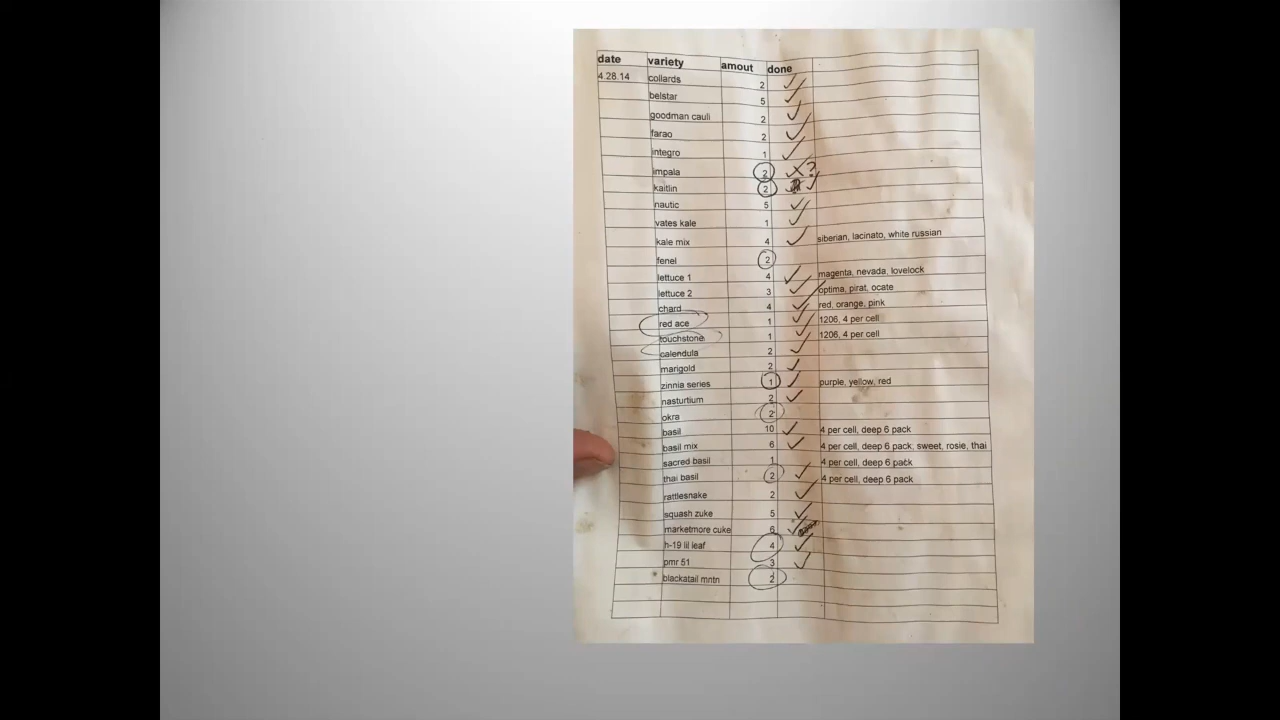 date variety amout done
4.28.14 collards 2 ✓
belstar 5 ✓
goodman cauli 2 ✓
farao 2 ✓
integro 1 ✓
impala 2 ✓ X ?
kaitlin 2 ✓
nautic 5 ✓
vates kale 1 ✓
kale mix 4 ✓ siberian, lacinato, white russian
fenel 2
lettuce 1 4 ✓ magenta, nevada, lovelock
lettuce 2 3 ✓ optima, pirat, ocate
chard 4 ✓ red, orange, pink
red ace 1 ✓ 1206, 4 per cell
touchstone 1 ✓ 1206, 4 per cell
calendula 2 ✓
marigold 2 ✓
zinnia series 1 ✓ purple, yellow, red
nasturtium 2 ✓
okra 2
basil 10 ✓ 4 per cell, deep 6 pack
basil mix 6 ✓ 4 per cell, deep 6 pack, sweet, rosie, thai
sacred basil 1 4 per cell, deep 6 pack
thai basil 2 ✓ 4 per cell, deep 6 pack
rattlesnake 2 ✓
squash zuke 5 ✓
marketmore cuke 6 ✓
h-19 lil leaf 4 ✓
pmr 51 3 ✓
blackatail mntn 2